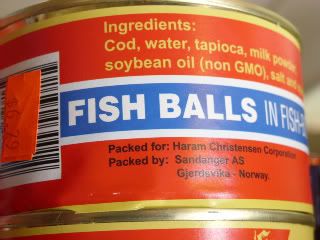 Ingredients:
Cod, water, tapioca, milk powder,
soybean oil (non GMO), salt and
FISH BALLS IN FISH-
Packed for: Haram Christensen Corporation
Packed by: Sandanger AS
Gjerdsvika - Norway.